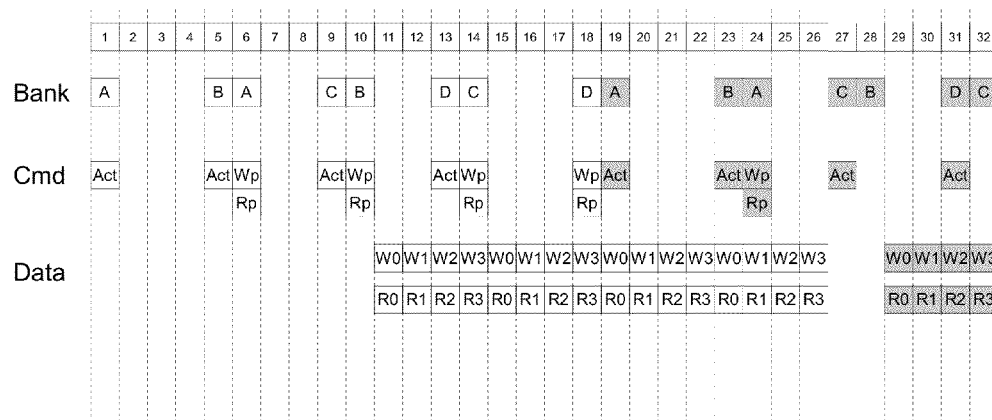 1 2 3 4 5 6 7 8 9 10 11 12 13 14 15 16 17 18 19 20 21 22 23 24 25 26 27 28 29 30 31 32
Bank A B A C B D C D A B A C B D C
Cmd Act Act Wp Act Wp Act Wp Wp Act Act Wp Act Act
Rp Rp Rp Rp Rp
W0 W1 W2 W3 W0 W1 W2 W3 W0 W1 W2 W3 W0 W1 W2 W3 W0 W1 W2 W3
Data
R0 R1 R2 R3 R0 R1 R2 R3 R0 R1 R2 R3 R0 R1 R2 R3 R0 R1 R2 R3